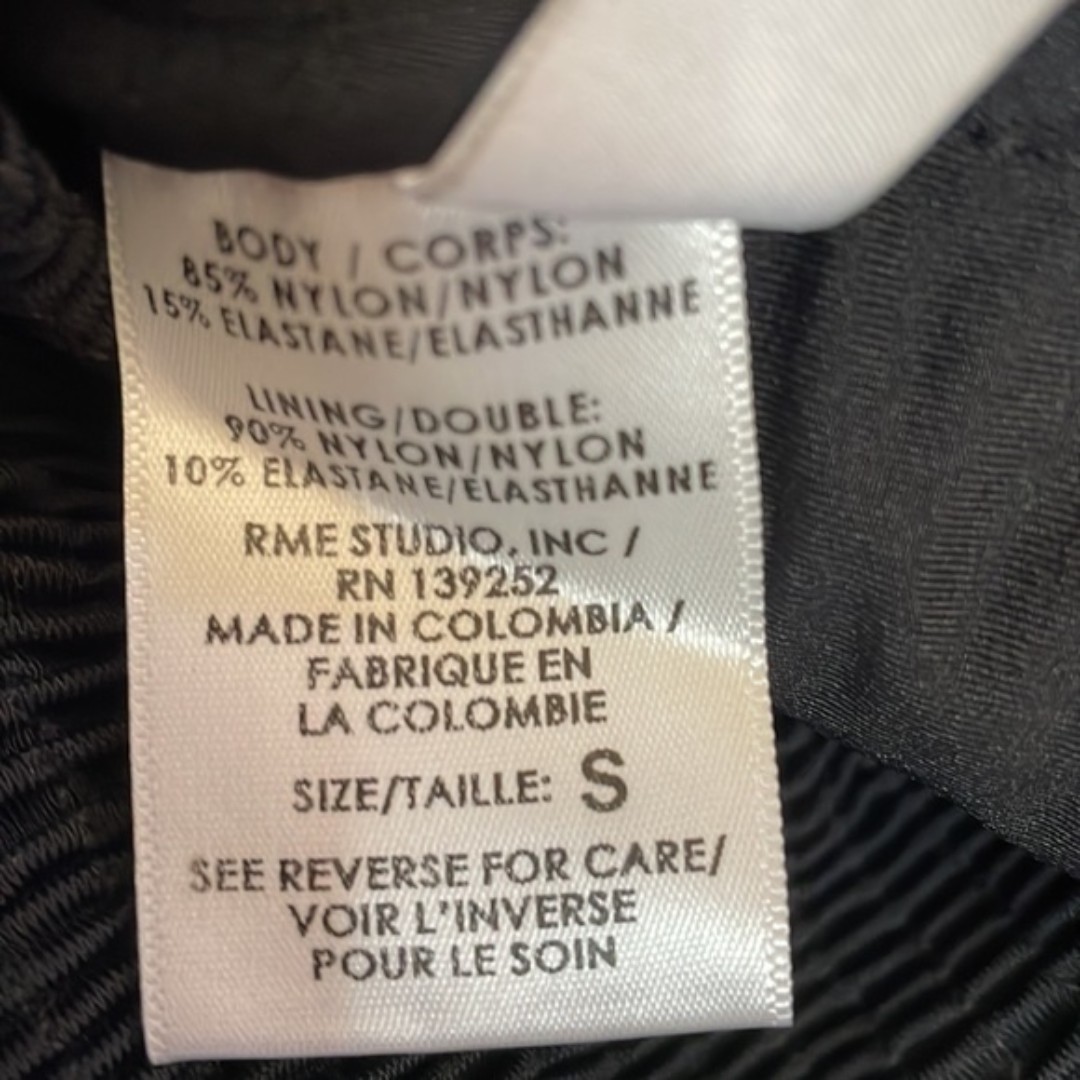 BODY / CORPS:
85% NYLON/NYLON
15% ELASTANE/ELASTHANNE
LINING/DOUBLE:
90% NYLON/NYLON
10% ELASTANE/ELASTHANNE
RME STUDIO, INC /
RN 139252
MADE IN COLOMBIA /
FABRIQUE EN
LA COLOMBIE
SIZE/TAILLE: S
SEE REVERSE FOR CARE/
VOIR L'INVERSE
POUR LE SOIN